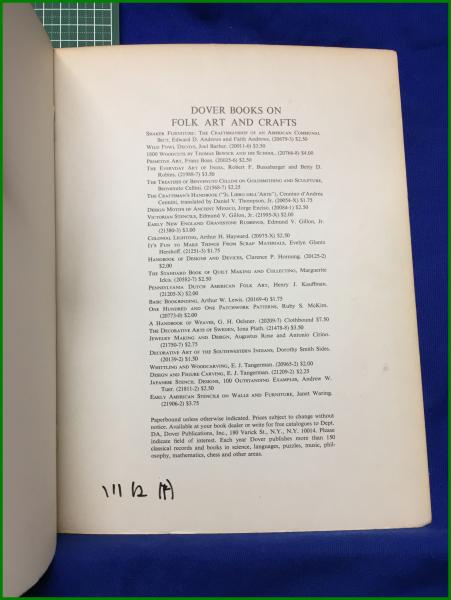 DOVER BOOKS ON
FOLK ART AND CRAFTS
SHAKER FURNITURE: THE CRAFTSMANSHIP OF AN AMERICAN COMMUNAL
SECT, Edward D. Andrews and Faith Andrews. (20679-3) $2.50
WILD FOWL DECOYS, Joel Barber. (20011-6) $3.50
1800 WOODCUTS BY THOMAS BEWICK AND HIS SCHOOL. (20766-8) $4.00
PRIMITIVE ART, Franz Boas. (20025-6) $2.50
THE EVERYDAY ART OF INDIA, Robert F. Bussabarger and Betty D.
Robins. (21988-7) $3.50
THE TREATISES OF BENVENUTO CELLINI ON GOLDSMITHING AND SCULPTURE,
Benvenuto Cellini. (21568-7) $2.25
THE CRAFTSMAN'S HANDBOOK ("IL LIBRO DELL'ARTE"), Cennino d'Andrea
Cennini, translated by Daniel V. Thompson, Jr. (20054-X) $1.75
DESIGN MOTIFS OF ANCIENT MEXICO, Jorge Enciso. (20084-1) $2.50
VICTORIAN STENCILS, Edmund V. Gillon, Jr. (21995-X) $2.00
EARLY NEW ENGLAND GRAVESTONE RUBBINGS, Edmund V. Gillon, Jr.
(21380-3) $3.00
COLONIAL LIGHTING, Arthur H. Hayward. (20975-X) $2.50
IT'S FUN TO MAKE THINGS FROM SCRAP MATERIALS, Evelyn Glantz
Hershoff. (21251-3) $1.75
HANDBOOK OF DESIGNS AND DEVICES, Clarence P. Hornung. (20125-2)
$2.00
THE STANDARD BOOK OF QUILT MAKING AND COLLECTING, Marguerite
Ickis. (20582-7) $2.50
PENNSYLVANIA DUTCH AMERICAN FOLK ART, Henry J. Kauffman.
(21205-X) $2.00
BASIC BOOKBINDING, Arthur W. Lewis. (20169-4) $1.75
ONE HUNDRED AND ONE PATCHWORK PATTERNS, Ruby S. McKim.
(20773-0) $2.00
A HANDBOOK OF WEAVES, G. H. Oelsner. (20209-7) Clothbound $7.50
THE DECORATIVE ARTS OF SWEDEN, Iona Plath. (21478-8) $3.50
JEWELRY MAKING AND DESIGN, Augustus Rose and Antonio Cirino.
(21750-7) $2.75
DECORATIVE ART OF THE SOUTHWESTERN INDIANS, Dorothy Smith Sides.
(20139-2) $1.50
WHITTLING AND WOODCARVING, E. J. Tangerman. (20965-2) $2.00
DESIGN AND FIGURE CARVING, E. J. Tangerman. (21209-2) $2.25
JAPANESE STENCIL DESIGNS, 100 OUTSTANDING EXAMPLES, Andrew W.
Tuer. (21811-2) $2.50
EARLY AMERICAN STENCILS ON WALLS AND FURNITURE, Janet Waring.
(21906-2) $3.75
Paperbound unless otherwise indicated. Prices subject to change without
notice. Available at your book dealer or write for free catalogues to Dept.
DA, Dover Publications, Inc., 180 Varick St., N.Y., N.Y. 10014. Please
indicate field of interest. Each year Dover publishes more than 150
classical records and books in science, languages, puzzles, music, phil-
osophy, mathematics, chess and other areas.